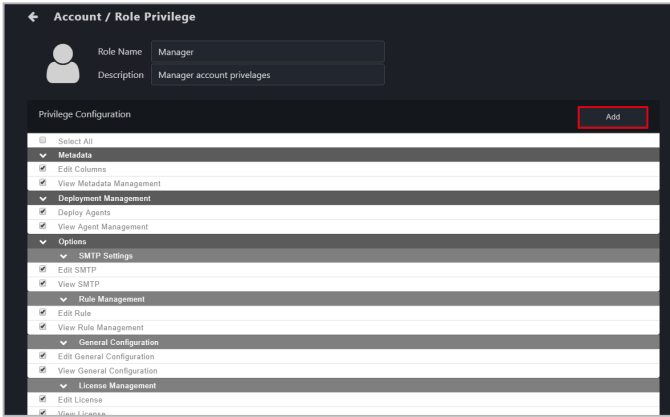 Account / Role Privilege
Role Name Manager
Description Manager account privelages
Privilege Configuration Add
Select All
Metadata
Edit Columns
View Metadata Management
Deployment Management
Deploy Agents
View Agent Management
Options
SMTP Settings
Edit SMTP
View SMTP
Rule Management
Edit Rule
View Rule Management
General Configuration
Edit General Configuration
View General Configuration
License Management
Edit License
View License